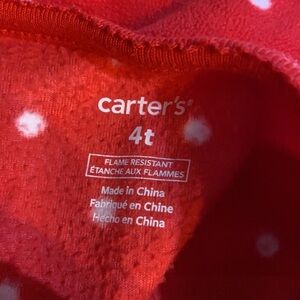 carter's®
4t
FLAME RESISTANT
ÉTANCHE AUX FLAMMES
Made in China
Fabriqué en Chine
Hecho en China